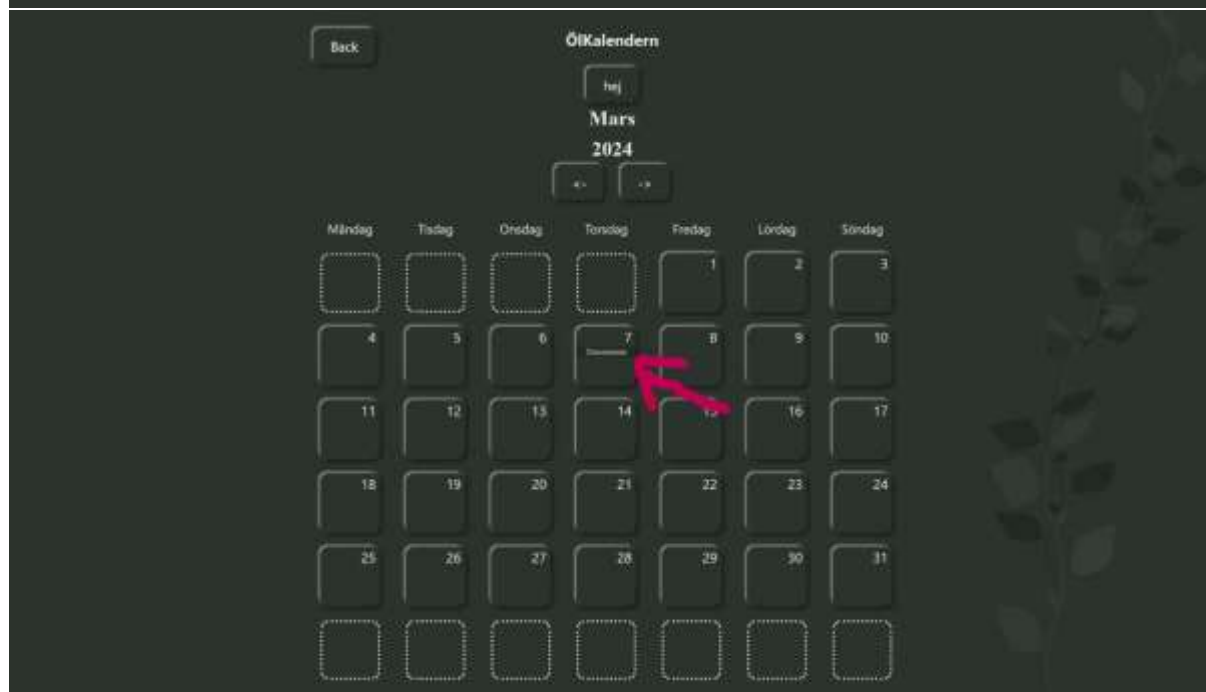 Back
ÖlKalendern
hej
Mars
2024
<- ->
Måndag Tisdag Onsdag Torsdag Fredag Lördag Söndag
1 2 3
4 5 6 7 8 9 10
11 12 13 14 15 16 17
18 19 20 21 22 23 24
25 26 27 28 29 30 31